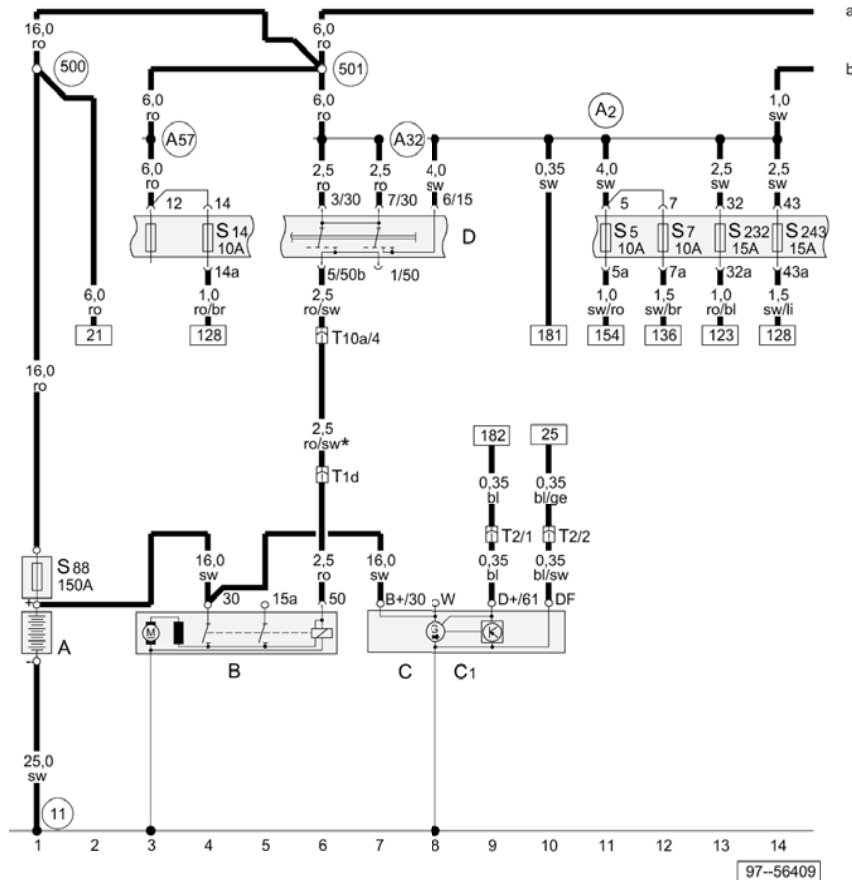 a
16,0
ro
6,0
ro
500
501
b
6,0
ro
6,0
ro
1,0
sw
A57
A32
A2
6,0
ro
2,5
ro
2,5
ro
4,0
sw
0,35
sw
4,0
sw
2,5
sw
2,5
sw
12
14
3/30
7/30
6/15
5
7
32
43
S14
10A
D
S5
10A
S7
10A
S232
15A
S243
15A
14a
5/50b
1/50
5a
7a
32a
43a
6,0
ro
1,0
ro/br
2,5
ro/sw
1,0
sw/ro
1,5
sw/br
1,0
ro/bl
1,5
sw/li
21
128
T10a/4
181
154
136
123
128
16,0
ro
2,5
ro/sw*
182
25
T1d
0,35
bl
0,35
bl/ge
T2/1
T2/2
S88
150A
16,0
sw
2,5
ro
16,0
sw
0,35
bl
0,35
bl/sw
+
30
15a
50
B+/30
W
D+/61
DF
M
G
K
A
-
B
C
C1
25,0
sw
11
1
2
3
4
5
6
7
8
9
10
11
12
13
14
97--56409